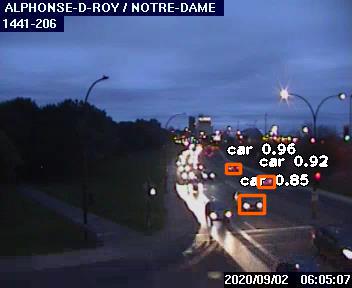 ALPHONSE-D-ROY / NOTRE-DAME
1441-206
car 0.96
car 0.92
car 0.85
2020/09/02 06:05:07